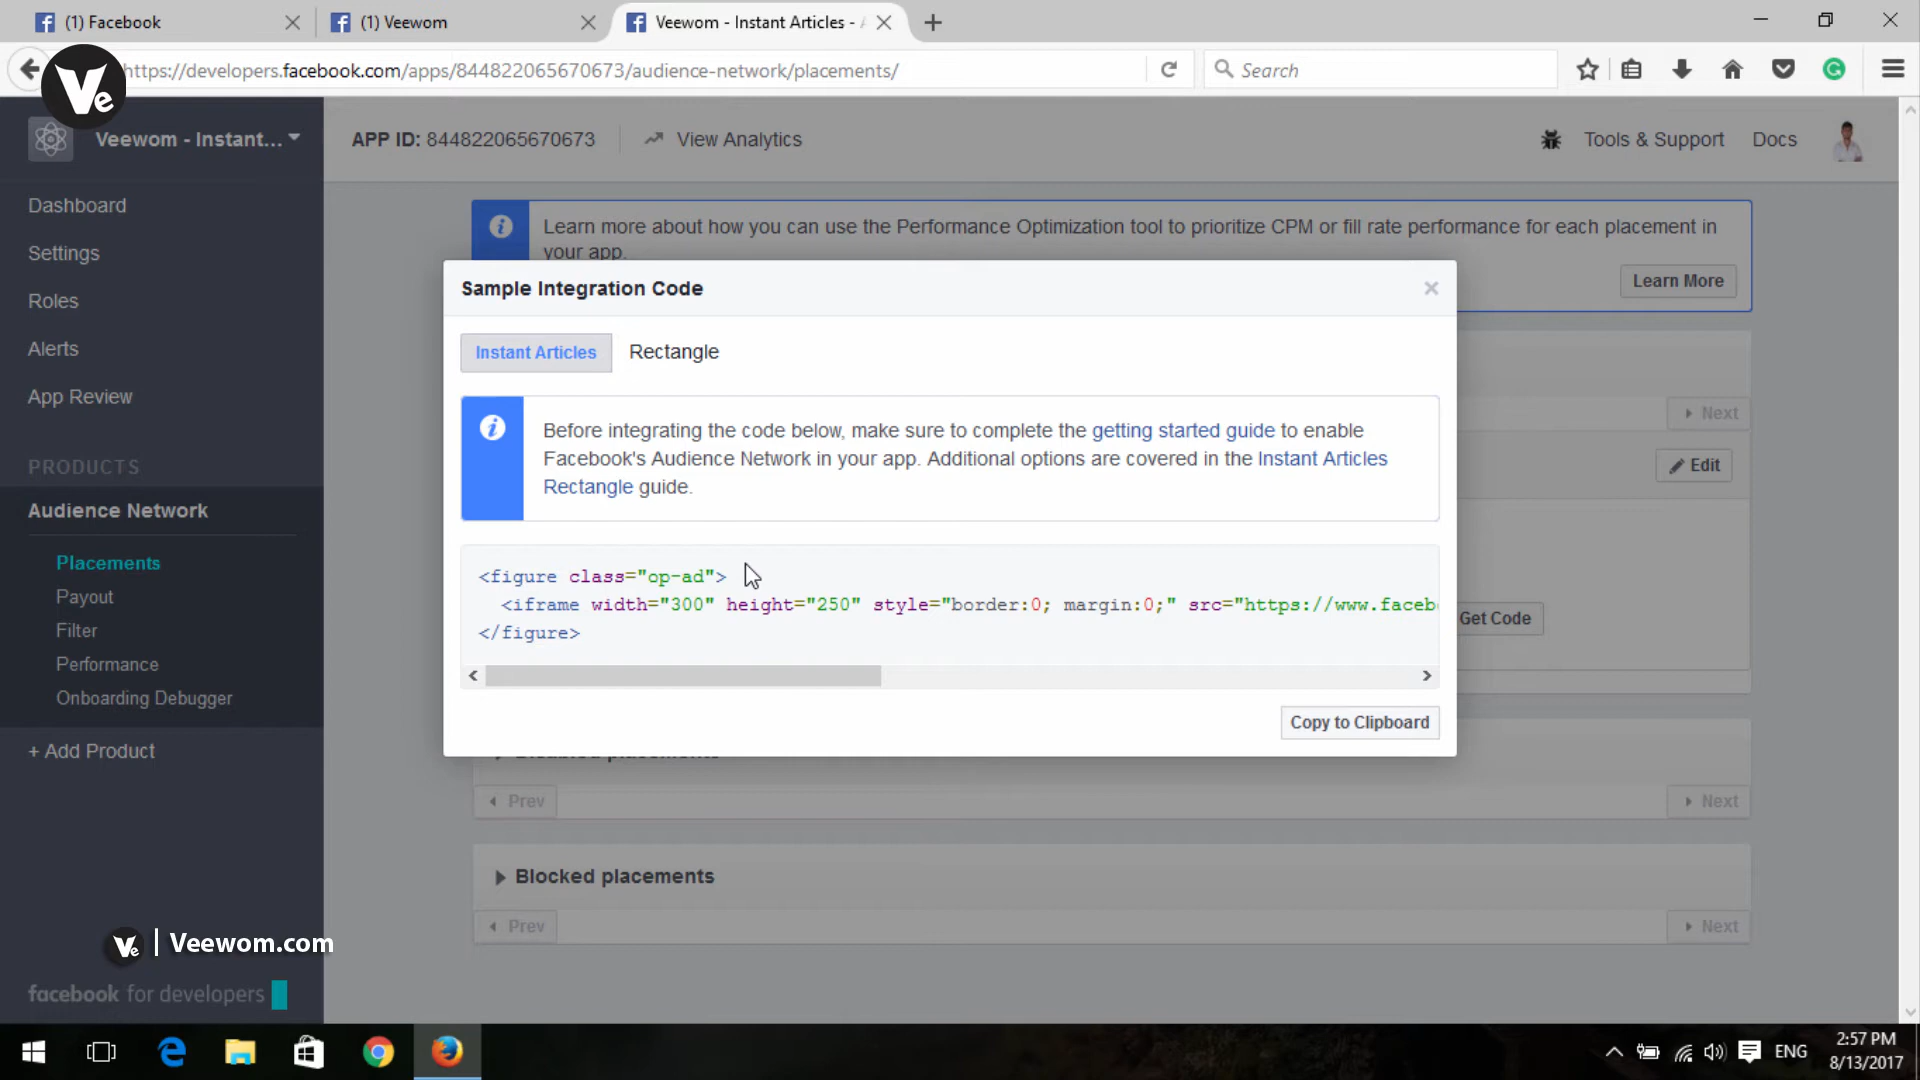 (1) Facebook
(1) Veewom
Veewom - Instant Articles -
https://developers.facebook.com/apps/844822065670673/audience-network/placements/
Search
Ve
Veewom - Instant...
APP ID: 844822065670673
View Analytics
Tools & Support
Docs
Dashboard
Settings
Roles
Alerts
App Review
PRODUCTS
Audience Network
Placements
Payout
Filter
Performance
Onboarding Debugger
+ Add Product
Learn more about how you can use the Performance Optimization tool to prioritize CPM or fill rate performance for each placement in
your app.
Learn More
Sample Integration Code
Instant Articles
Rectangle
Before integrating the code below, make sure to complete the getting started guide to enable
Facebook's Audience Network in your app. Additional options are covered in the Instant Articles
Rectangle guide.
<figure class="op-ad">
<iframe width="300" height="250" style="border:0; margin:0;" src="https://www.faceb
</figure>
Copy to Clipboard
Next
Edit
Get Code
Disabled placements
Prev
Next
Blocked placements
Prev
Next
Ve | Veewom.com
facebook for developers
ENG
2:57 PM
8/13/2017